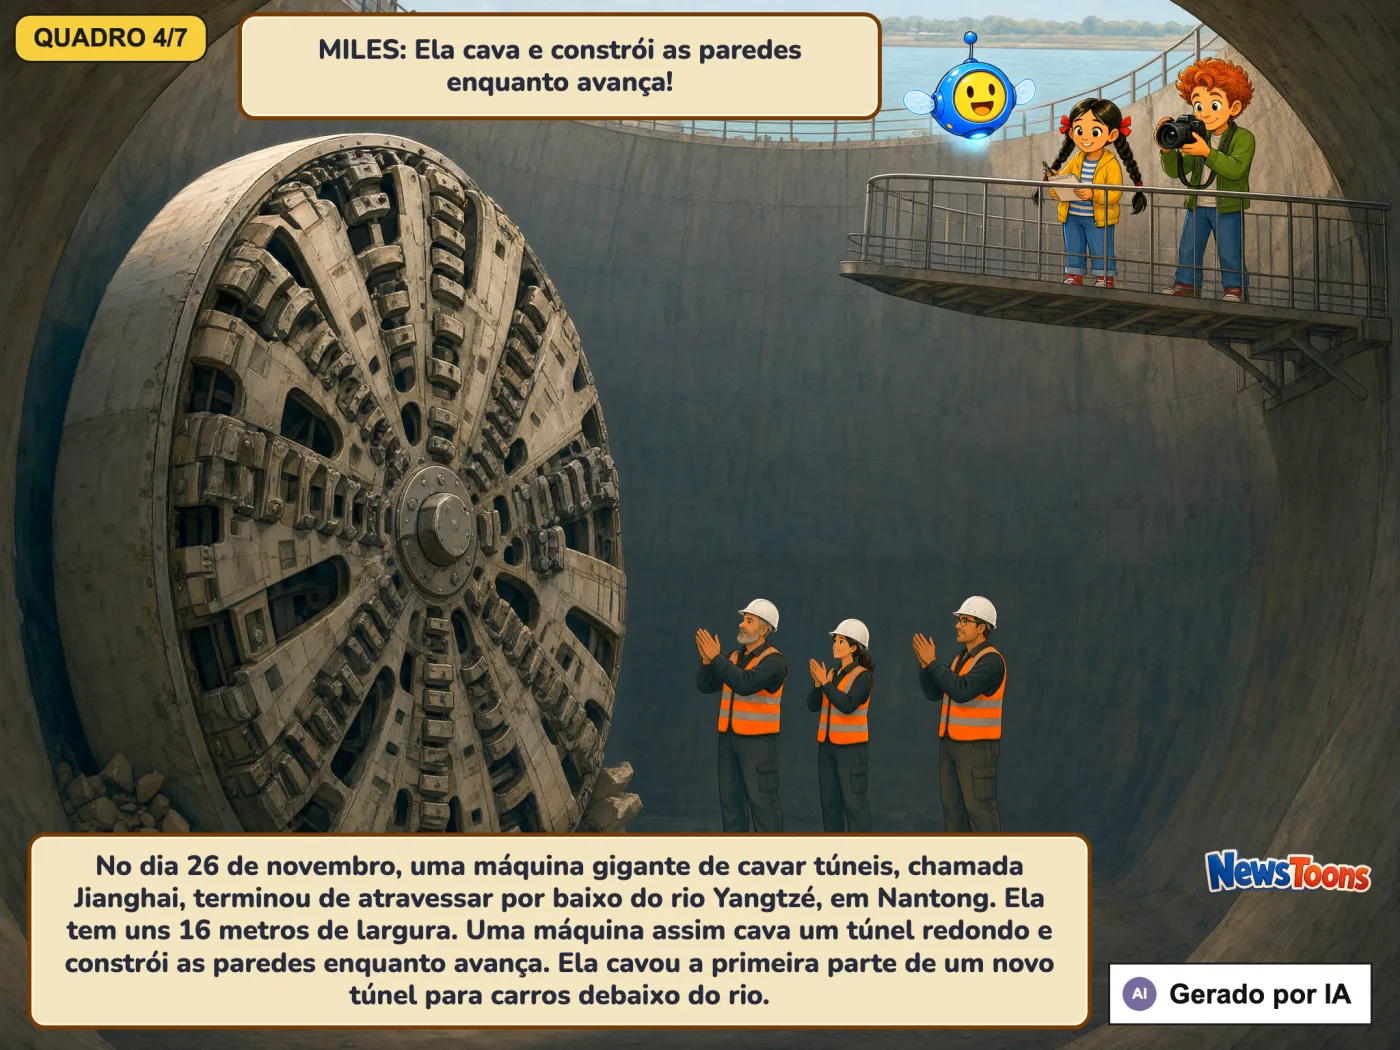 QUADRO 4/7
MILES: Ela cava e constrói as paredes
enquanto avança!
No dia 26 de novembro, uma máquina gigante de cavar túneis, chamada
Jianghai, terminou de atravessar por baixo do rio Yangtzé, em Nantong. Ela
tem uns 16 metros de largura. Uma máquina assim cava um túnel redondo e
constrói as paredes enquanto avança. Ela cavou a primeira parte de um novo
túnel para carros debaixo do rio.
NewsToons
AI Gerado por IA